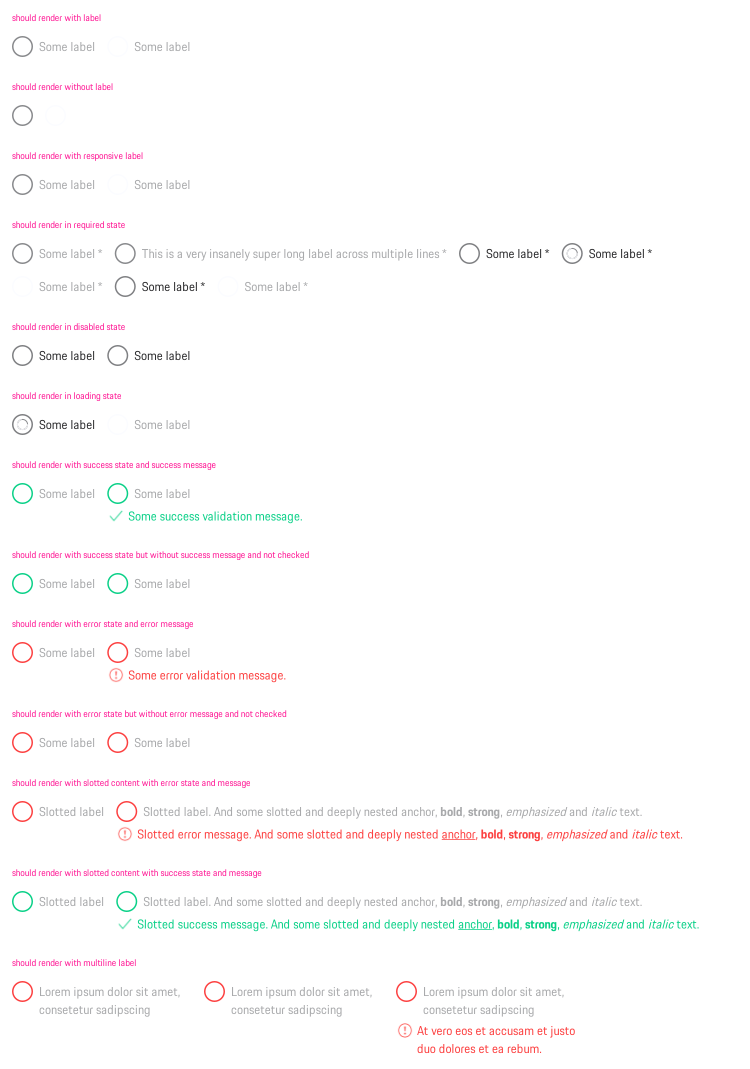 should render with label
Some label Some label
should render without label
should render with responsive label
Some label Some label
should render in required state
Some label * This is a very insanely super long label across multiple lines * Some label * Some label *
Some label * Some label * Some label *
should render in disabled state
Some label Some label
should render in loading state
Some label Some label
should render with success state and success message
Some label Some label
Some success validation message.
should render with success state but without success message and not checked
Some label Some label
should render with error state and error message
Some label Some label
Some error validation message.
should render with error state but without error message and not checked
Some label Some label
should render with slotted content with error state and message
Slotted label Slotted label. And some slotted and deeply nested anchor, bold, strong, emphasized and italic text.
Slotted error message. And some slotted and deeply nested anchor, bold, strong, emphasized and italic text.
should render with slotted content with success state and message
Slotted label Slotted label. And some slotted and deeply nested anchor, bold, strong, emphasized and italic text.
Slotted success message. And some slotted and deeply nested anchor, bold, strong, emphasized and italic text.
should render with multiline label
Lorem ipsum dolor sit amet, Lorem ipsum dolor sit amet, Lorem ipsum dolor sit amet,
consetetur sadipscing consetetur sadipscing consetetur sadipscing
At vero eos et accusam et justo
duo dolores et ea rebum.